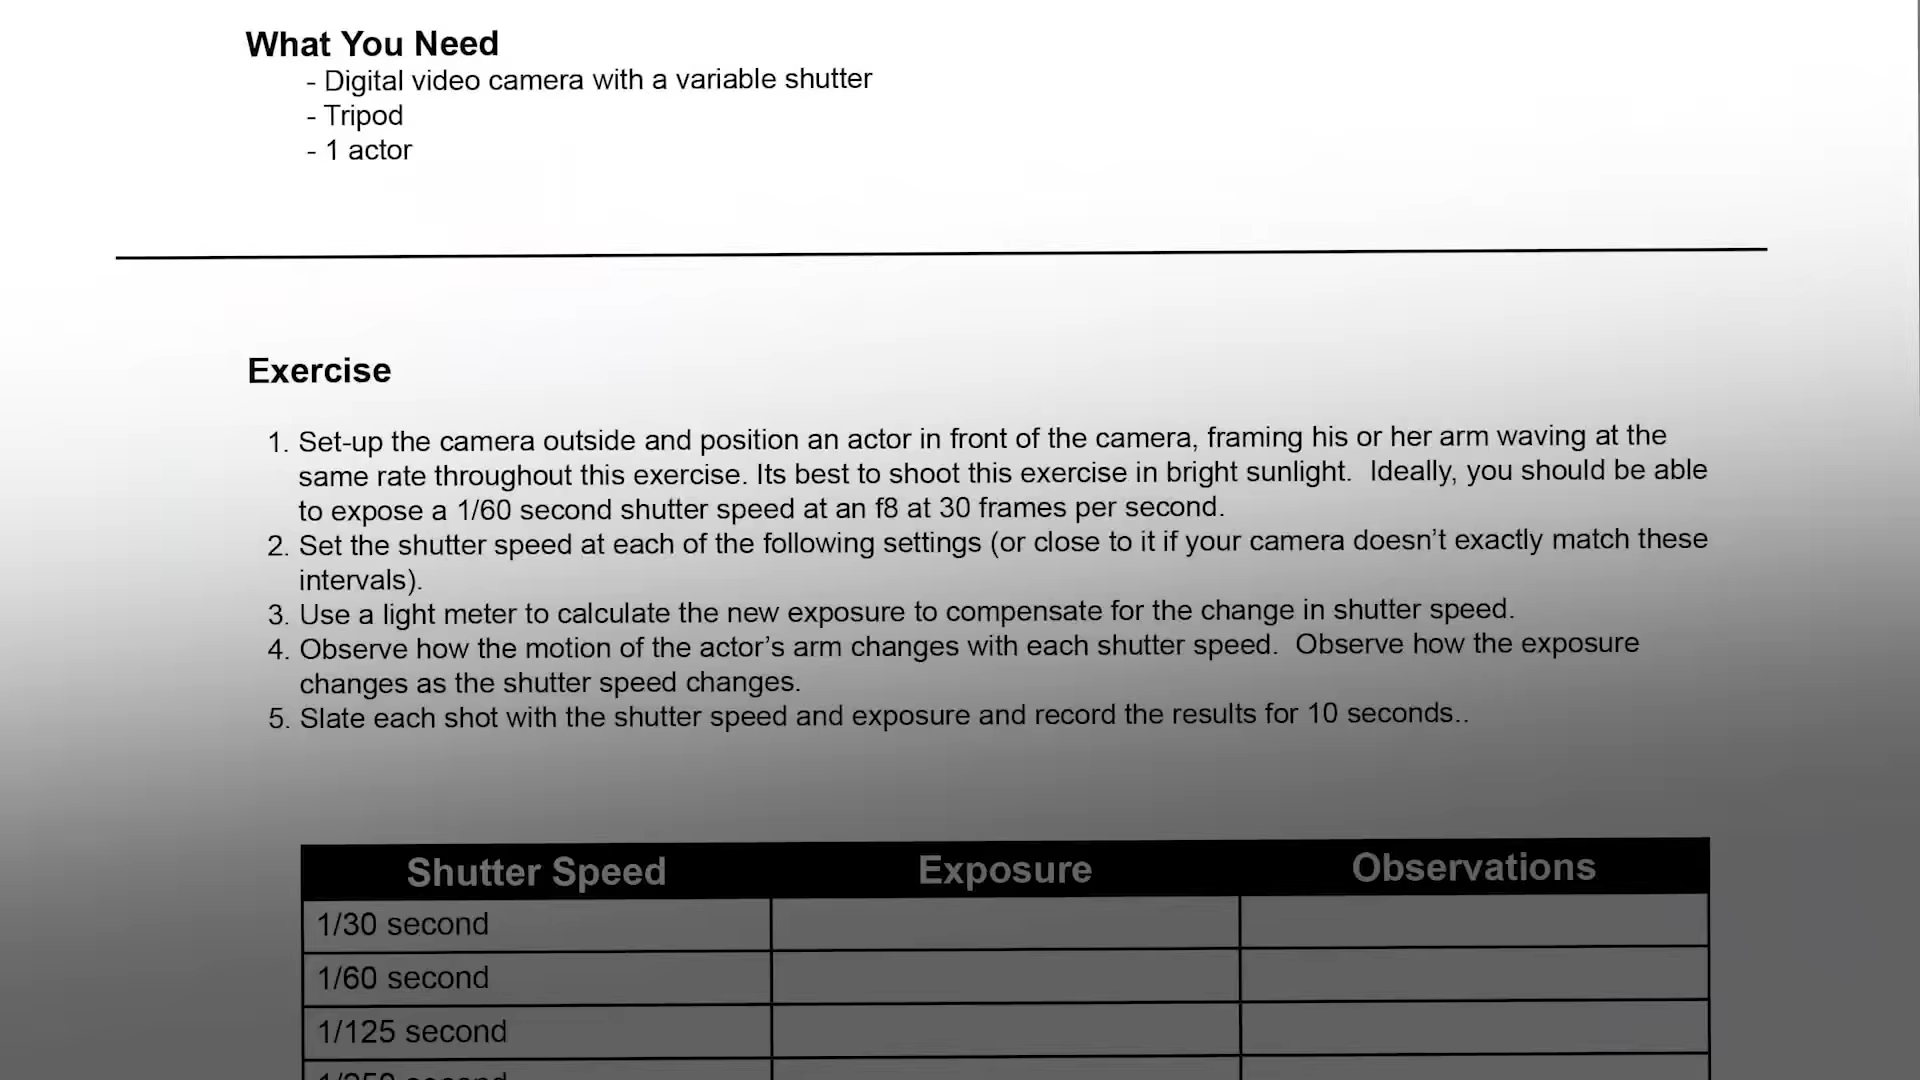 What You Need
- Digital video camera with a variable shutter
- Tripod
- 1 actor
Exercise
1. Set-up the camera outside and position an actor in front of the camera, framing his or her arm waving at the
same rate throughout this exercise. Its best to shoot this exercise in bright sunlight.  Ideally, you should be able
to expose a 1/60 second shutter speed at an f8 at 30 frames per second.
2. Set the shutter speed at each of the following settings (or close to it if your camera doesn’t exactly match these
intervals).
3. Use a light meter to calculate the new exposure to compensate for the change in shutter speed.
4. Observe how the motion of the actor’s arm changes with each shutter speed.  Observe how the exposure
changes as the shutter speed changes.
5. Slate each shot with the shutter speed and exposure and record the results for 10 seconds..
Shutter Speed Exposure Observations
1/30 second
1/60 second
1/125 second
1/250 second